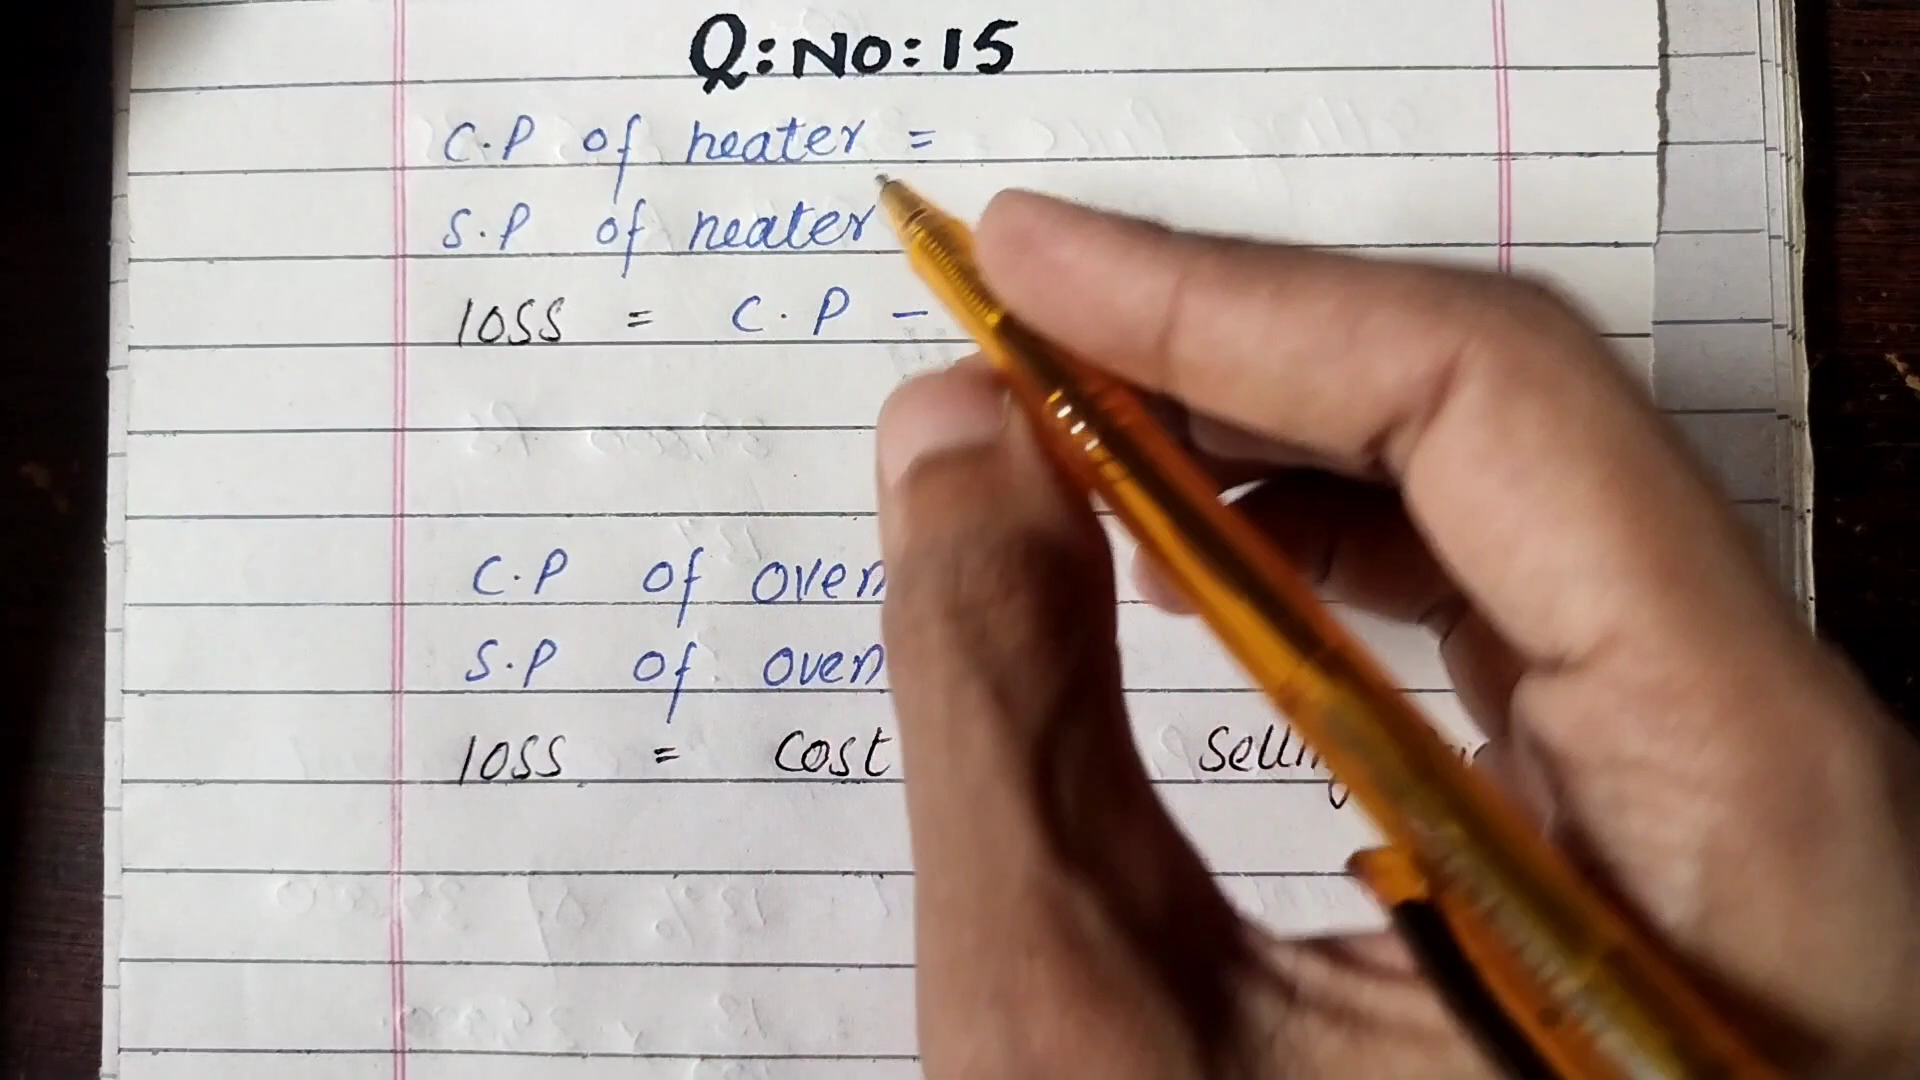 Q:NO:15
C.P of heater =
S.P of heater
loss = C.P -
C.P of oven
S.P of oven
loss = cost